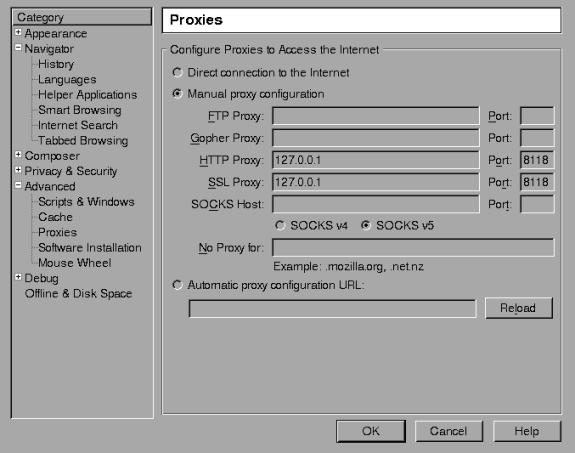 Category
Appearance
Navigator
History
Languages
Helper Applications
Smart Browsing
Internet Search
Tabbed Browsing
Composer
Privacy & Security
Advanced
Scripts & Windows
Cache
Proxies
Software Installation
Mouse Wheel
Debug
Offline & Disk Space
Proxies
Configure Proxies to Access the Internet
Direct connection to the Internet
Manual proxy configuration
FTP Proxy: Port:
Gopher Proxy: Port:
HTTP Proxy: 127.0.0.1 Port: 8118
SSL Proxy: 127.0.0.1 Port: 8118
SOCKS Host: Port:
SOCKS v4 SOCKS v5
No Proxy for:
Example: .mozilla.org, .net.nz
Automatic proxy configuration URL:
Reload
OK Cancel Help